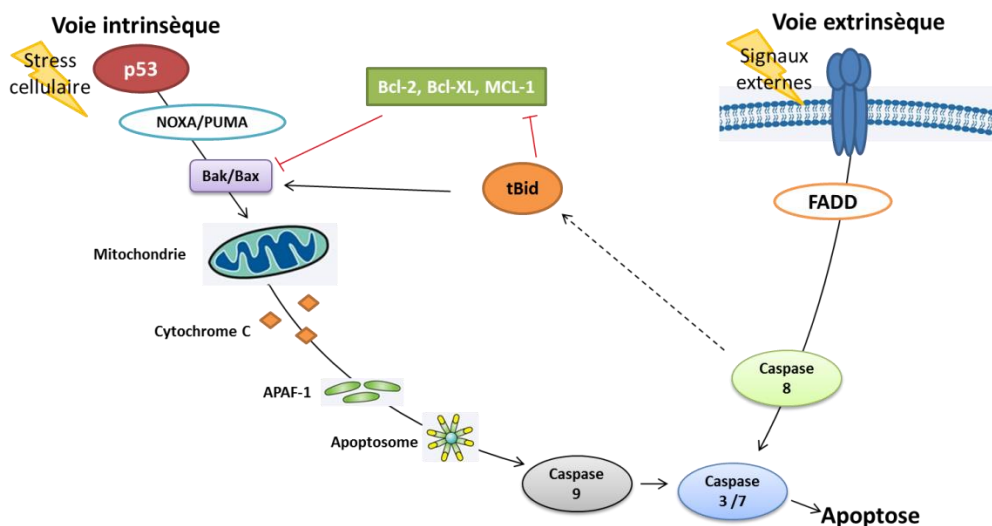 Voie intrinsèque
Voie extrinsèque
Stress
cellulaire
p53
Signaux
externes
Bcl-2, Bcl-XL, MCL-1
NOXA/PUMA
Bak/Bax
tBid
FADD
Mitochondrie
Cytochrome C
Caspase
8
APAF-1
Apoptosome
Caspase
9
Caspase
3 /7
Apoptose